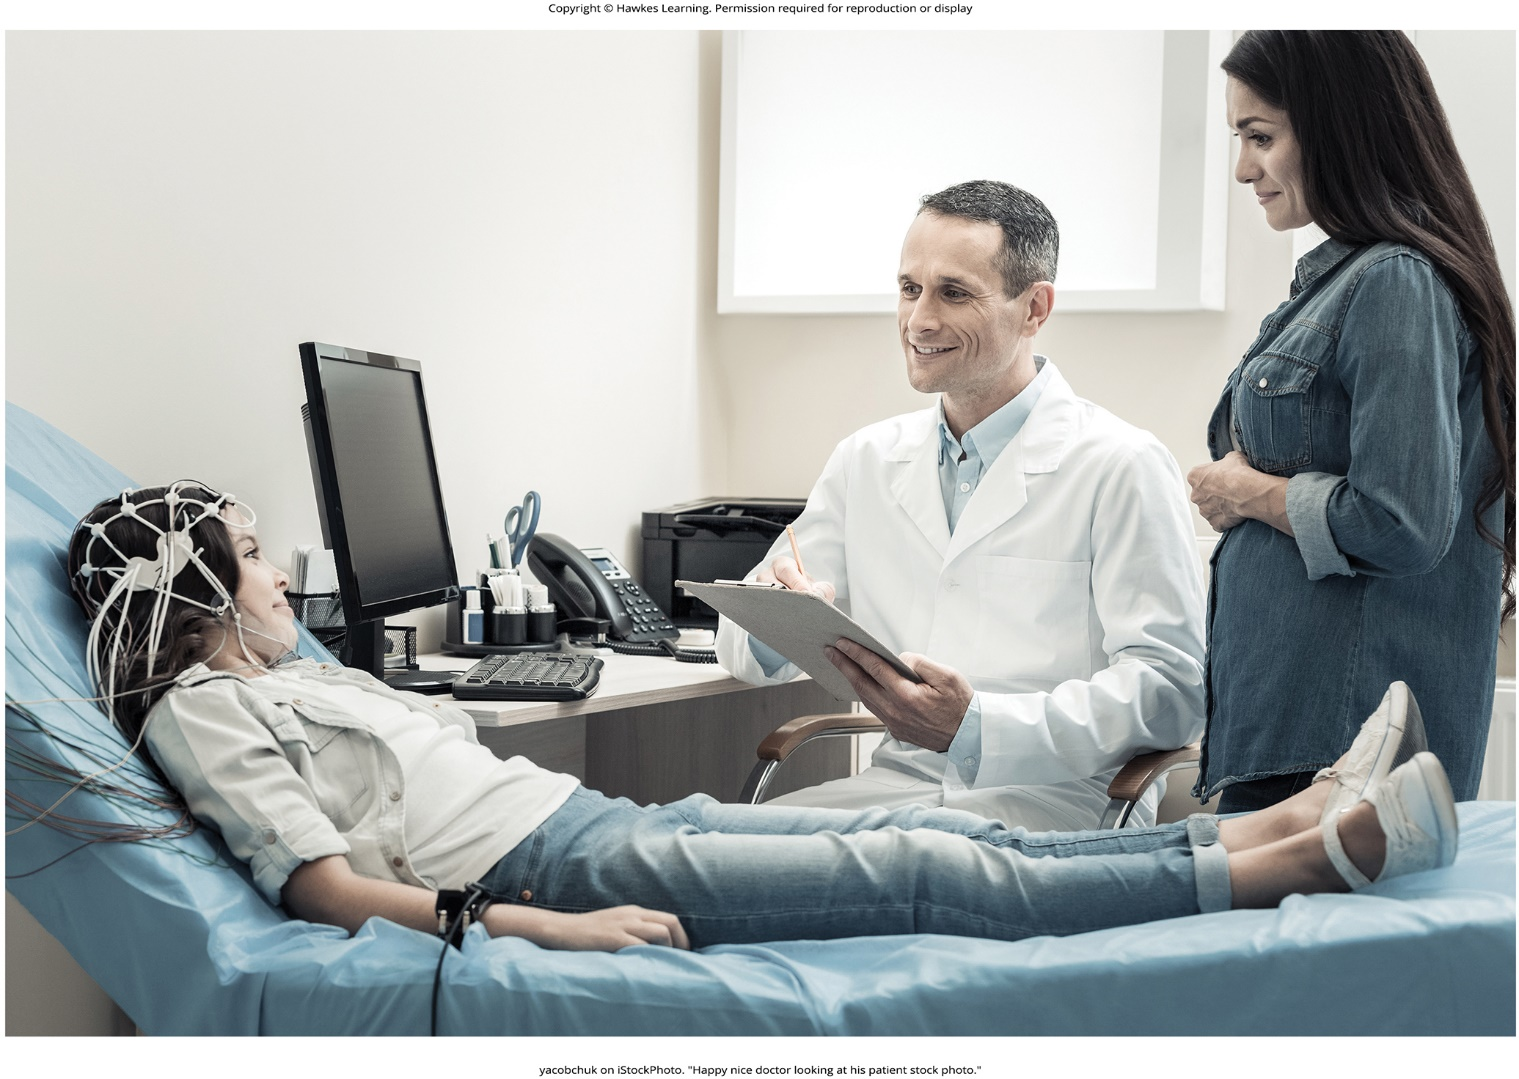 Copyright © Hawkes Learning. Permission required for reproduction or display
yacobchuk on iStockPhoto. "Happy nice doctor looking at his patient stock photo."